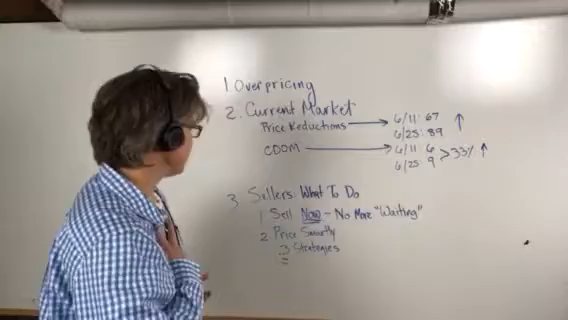 1. Overpricing
2. Current Market
Price Reductions → 6/11: 67 ↑
6/25: 89
CDOM → 6/11 6 > 33% ↑
6/25: 9
3. Sellers: What To Do
1. Sell Now - No More "Waiting"
2. Price Smartly
3 Strategies